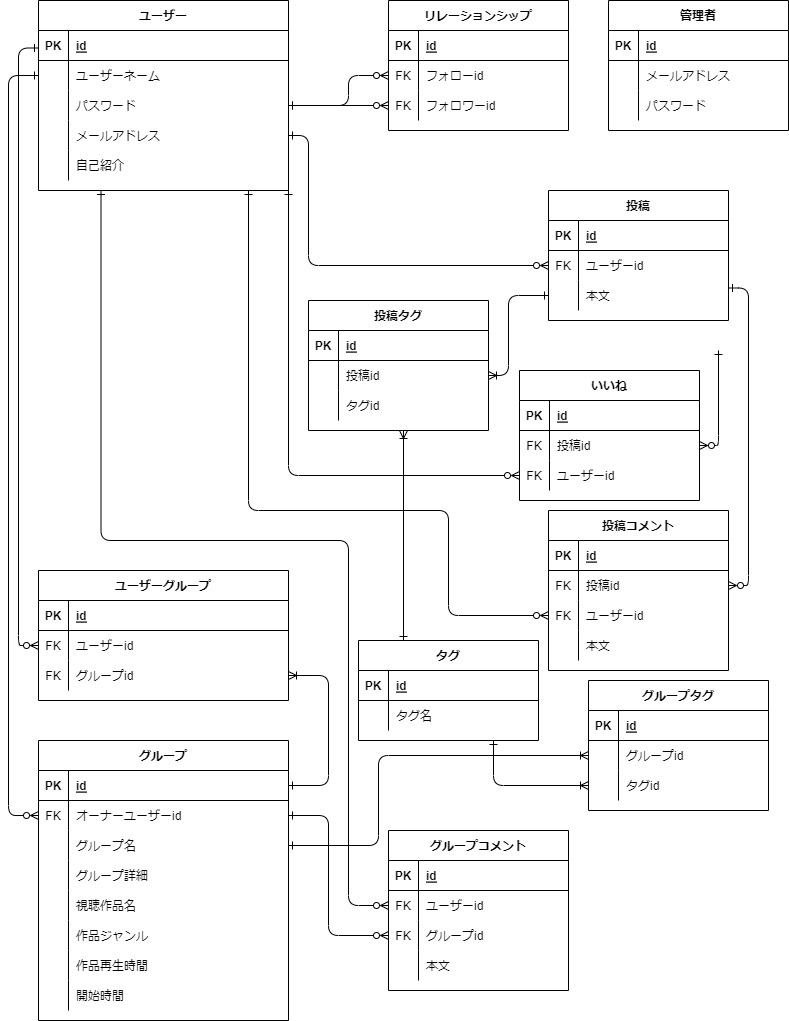 ユーザー
PK id
ユーザーネーム
パスワード
メールアドレス
自己紹介
リレーションシップ
PK id
FK フォローid
FK フォロワーid
管理者
PK id
メールアドレス
パスワード
投稿
PK id
FK ユーザーid
本文
投稿タグ
PK id
投稿id
タグid
いいね
PK id
FK 投稿id
FK ユーザーid
投稿コメント
PK id
FK 投稿id
FK ユーザーid
本文
ユーザーグループ
PK id
FK ユーザーid
FK グループid
タグ
PK id
タグ名
グループタグ
PK id
グループid
タグid
グループ
PK id
FK オーナーユーザーid
グループ名
グループ詳細
視聴作品名
作品ジャンル
作品再生時間
開始時間
グループコメント
PK id
FK ユーザーid
FK グループid
本文